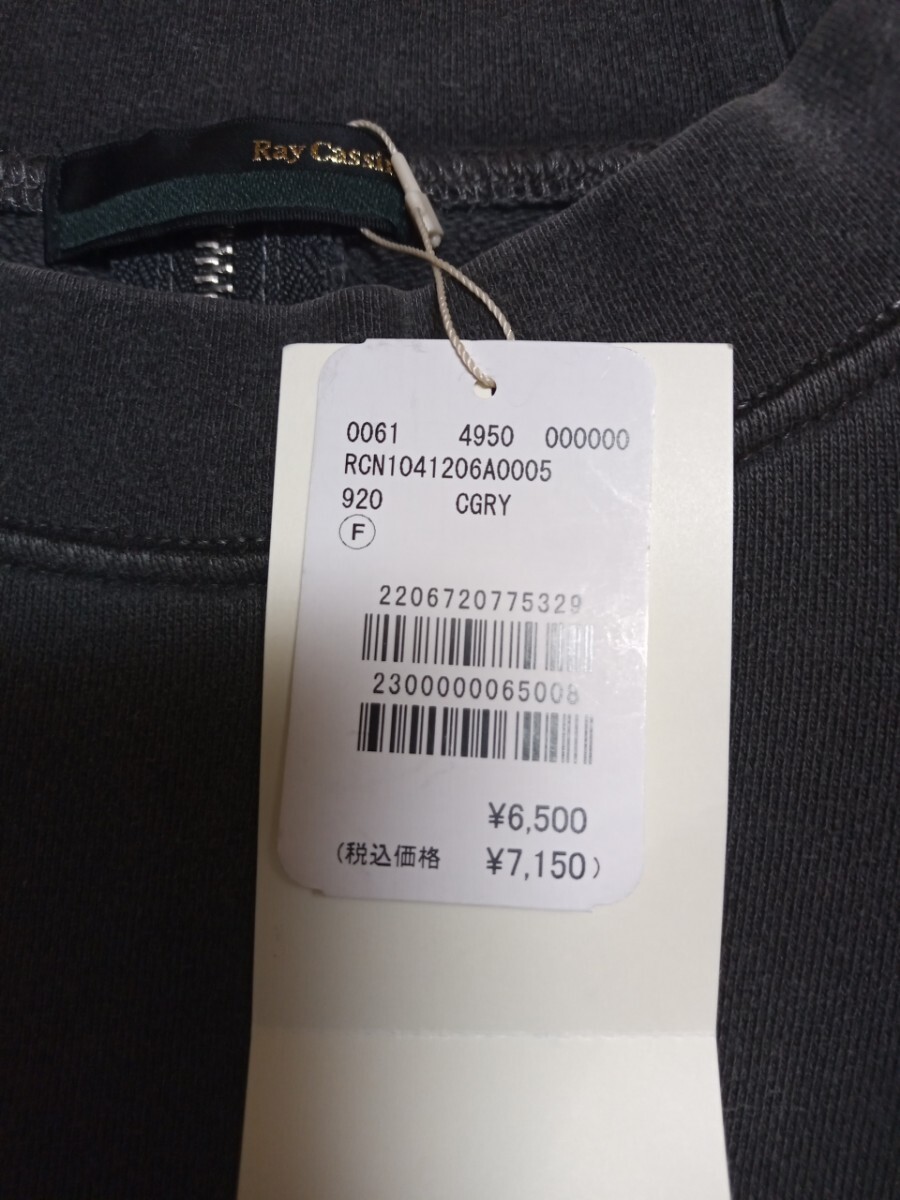 Ray Cassin
0061 4950 000000
RCN1041206A0005
920 CGRY
F
2206720775329
2300000065008
¥6,500
(税込価格 ¥7,150)